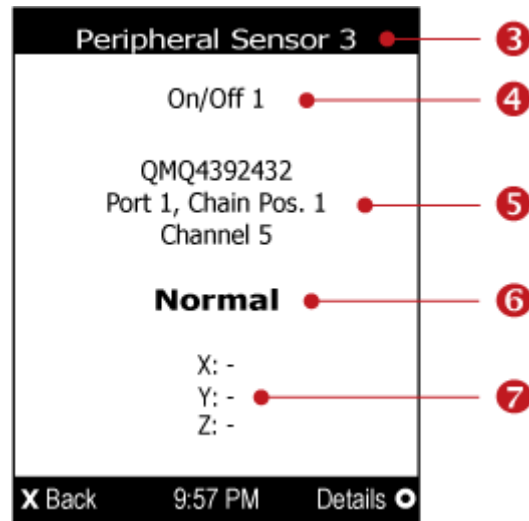 Peripheral Sensor 3
3
On/Off 1
4
QMQ4392432
Port 1, Chain Pos. 1
5
Channel 5
Normal
6
X: -
Y: -
7
Z: -
X Back 9:57 PM Details O